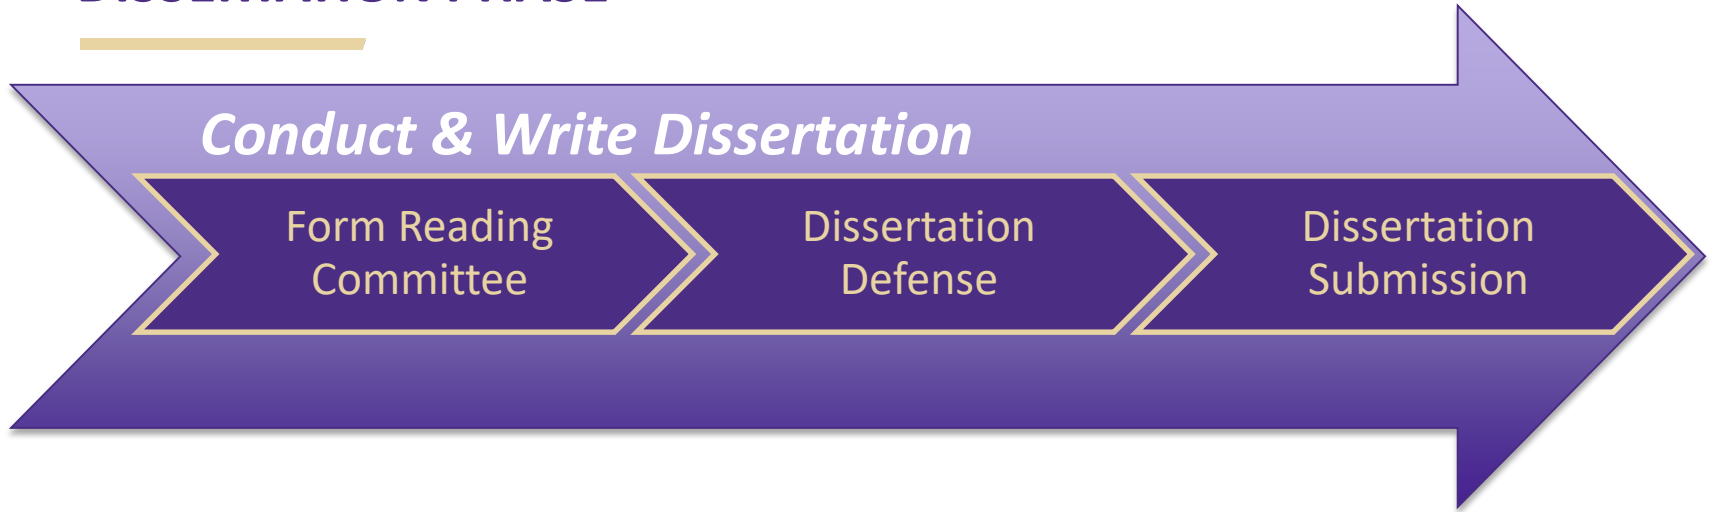 Conduct & Write Dissertation
Form Reading
Committee
Dissertation
Defense
Dissertation
Submission